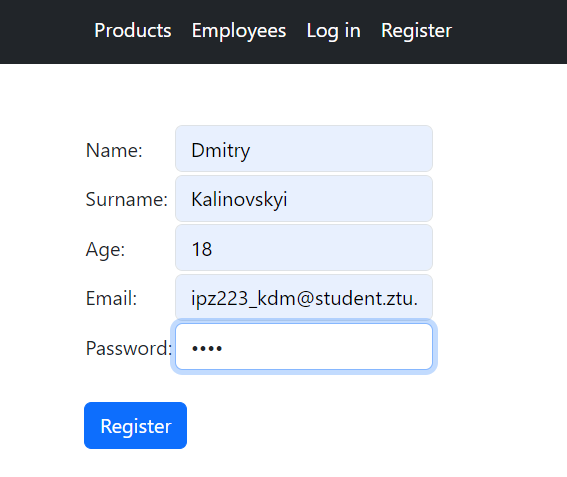 Products Employees Log in Register
Name: Dmitry
Surname: Kalinovskyi
Age: 18
Email: ipz223_kdm@student.ztu.
Password: ••••
Register